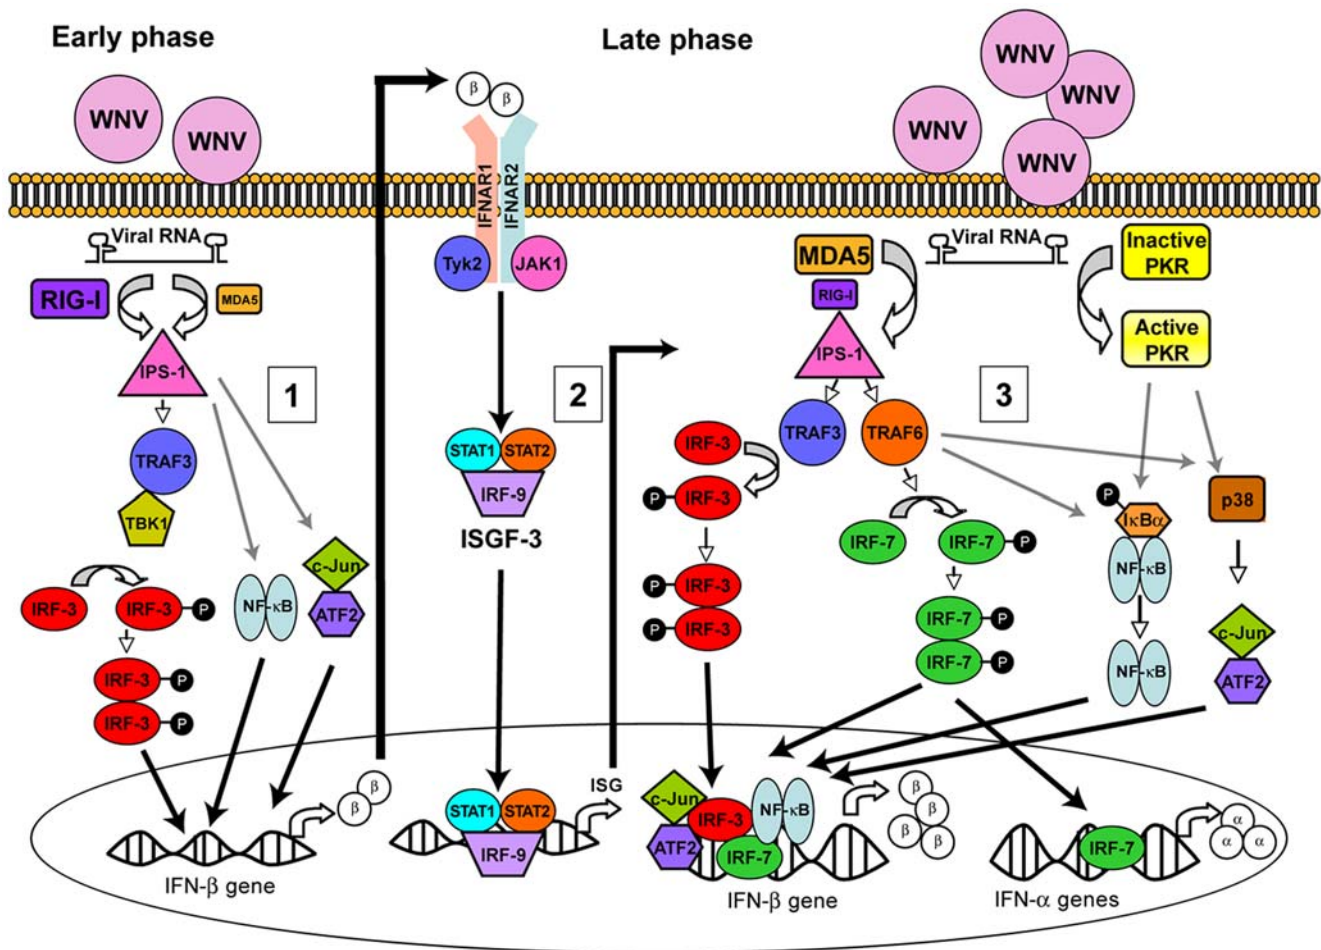 Early phase
Late phase
WNV
WNV
WNV
WNV
WNV
WNV
β
β
IFNAR1
IFNAR2
Tyk2
JAK1
Viral RNA
RIG-I
MDA5
IPS-1
1
TRAF3
TBK1
c-Jun
ATF2
NF-κB
IRF-3
IRF-3
P
IRF-3
P
IRF-3
P
IFN-β gene
β
β
2
STAT1
STAT2
IRF-9
ISGF-3
STAT1
STAT2
IRF-9
ISG
MDA5
RIG-I
IPS-1
Viral RNA
Inactive
PKR
Active
PKR
3
TRAF3
TRAF6
IRF-3
P
IRF-3
P
IRF-3
P
IRF-3
IRF-7
IRF-7
P
IRF-7
P
IRF-7
P
P
IκBα
NF-κB
NF-κB
p38
c-Jun
ATF2
c-Jun
ATF2
IRF-3
NF-κB
IRF-7
β
β
β
β
IFN-β gene
IRF-7
α
α
α
IFN-α genes